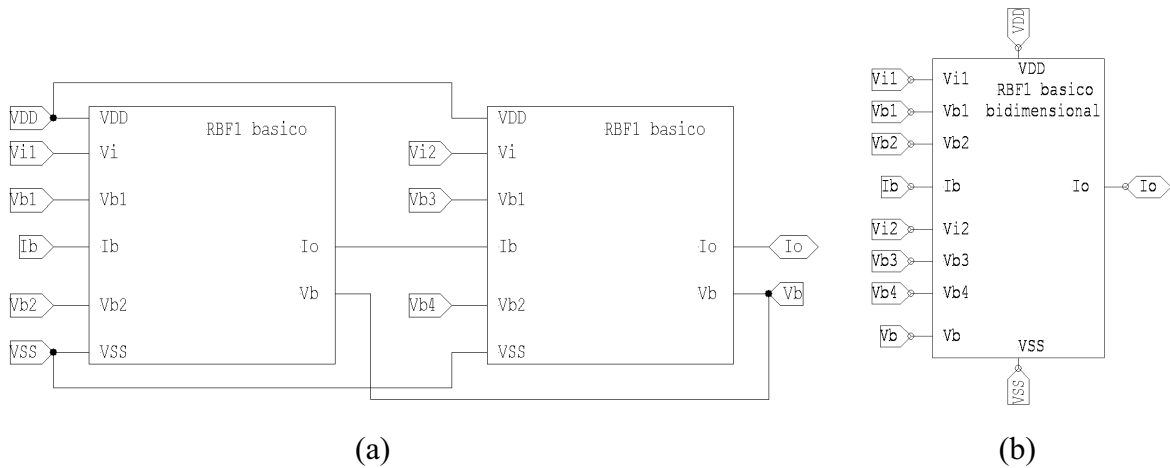 VDD
VDD
RBF1 basico
Vi1
Vi
Vb1
Vb1
Ib
Ib
Io
Vb
Vb2
Vb2
VSS
VSS
VDD
RBF1 basico
Vi2
Vi
Vb3
Vb1
Ib
Io
Io
Vb4
Vb2
Vb
Vb
VSS
(a)
VDD
VDD
RBF1 basico
bidimensional
Vi1
Vi1
Vb1
Vb1
Vb2
Vb2
Ib
Ib
Io
Io
Vi2
Vi2
Vb3
Vb3
Vb4
Vb4
Vb
Vb
VSS
VSS
(b)